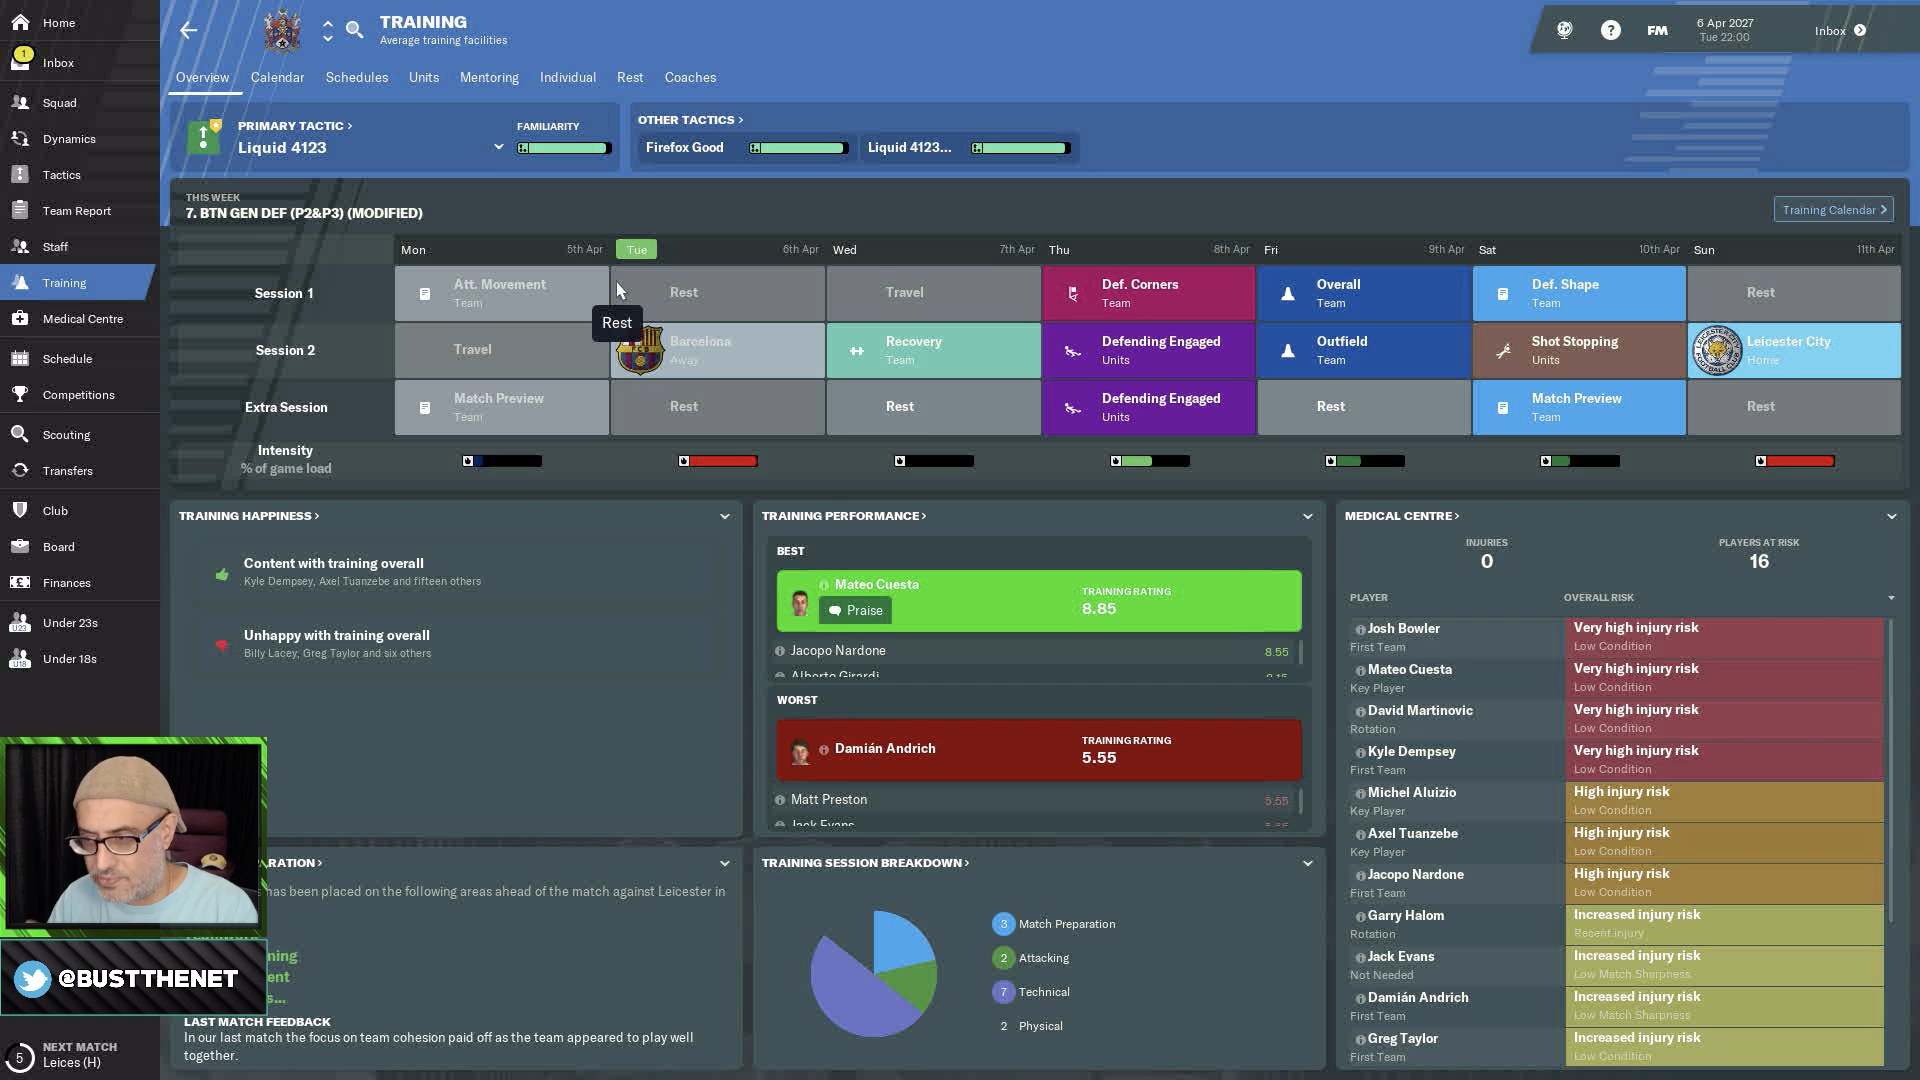 Home
1
Inbox
Squad
Dynamics
Tactics
Team Report
Staff
Training
Medical Centre
Schedule
Competitions
Scouting
Transfers
Club
Board
Finances
U23
Under 23s
U18
Under 18s
TRAINING
Average training facilities
FM
6 Apr 2027
Tue 22:00
Inbox
Overview
Calendar
Schedules
Units
Mentoring
Individual
Rest
Coaches
PRIMARY TACTIC >
Liquid 4123
FAMILIARITY
OTHER TACTICS >
Firefox Good
Liquid 4123...
THIS WEEK
7. BTN GEN DEF (P2&P3) (MODIFIED)
Training Calendar >
Mon 5th Apr
Tue 6th Apr
Wed 7th Apr
Thu 8th Apr
Fri 9th Apr
Sat 10th Apr
Sun 11th Apr
Session 1
Att. Movement
Team
Rest
Travel
Def. Corners
Team
Overall
Team
Def. Shape
Team
Rest
Rest
Session 2
Travel
Barcelona
Away
Recovery
Team
Defending Engaged
Units
Outfield
Team
Shot Stopping
Units
Leicester City
Home
Extra Session
Match Preview
Team
Rest
Rest
Defending Engaged
Units
Rest
Match Preview
Team
Rest
Intensity
% of game load
TRAINING HAPPINESS >
Content with training overall
Kyle Dempsey, Axel Tuanzebe and fifteen others
Unhappy with training overall
Billy Lacey, Greg Taylor and six others
TRAINING PERFORMANCE >
BEST
Mateo Cuesta
Praise
TRAINING RATING
8.85
Jacopo Nardone 8.55
Alberto Girardi
WORST
Damián Andrich
TRAINING RATING
5.55
Matt Preston 5.55
Jack Evans
MEDICAL CENTRE >
INJURIES
0
PLAYERS AT RISK
16
PLAYER
OVERALL RISK
Josh Bowler
First Team
Very high injury risk
Low Condition
Mateo Cuesta
Key Player
Very high injury risk
Low Condition
David Martinovic
Rotation
Very high injury risk
Low Condition
Kyle Dempsey
First Team
Very high injury risk
Low Condition
Michel Aluizio
Key Player
High injury risk
Low Condition
Axel Tuanzebe
Key Player
High injury risk
Low Condition
Jacopo Nardone
First Team
High injury risk
Low Condition
Garry Halom
Rotation
Increased injury risk
Recent injury
Jack Evans
Not Needed
Increased injury risk
Low Match Sharpness
Damián Andrich
First Team
Increased injury risk
Low Match Sharpness
Greg Taylor
First Team
Increased injury risk
Low Condition
RATION >
has been placed on the following areas ahead of the match against Leicester in
ning
ent
s...
LAST MATCH FEEDBACK
In our last match the focus on team cohesion paid off as the team appeared to play well
together.
TRAINING SESSION BREAKDOWN >
3 Match Preparation
2 Attacking
7 Technical
2 Physical
@BUSTTHENET
5
NEXT MATCH
Leices (H)